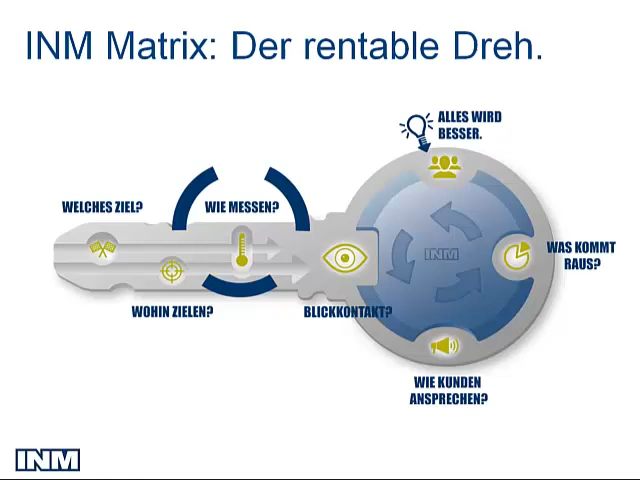 INM Matrix: Der rentable Dreh.
ALLES WIRD
BESSER.
WELCHES ZIEL?
WIE MESSEN?
INM
WAS KOMMT
RAUS?
WOHIN ZIELEN?
BLICKKONTAKT?
WIE KUNDEN
ANSPRECHEN?
INM